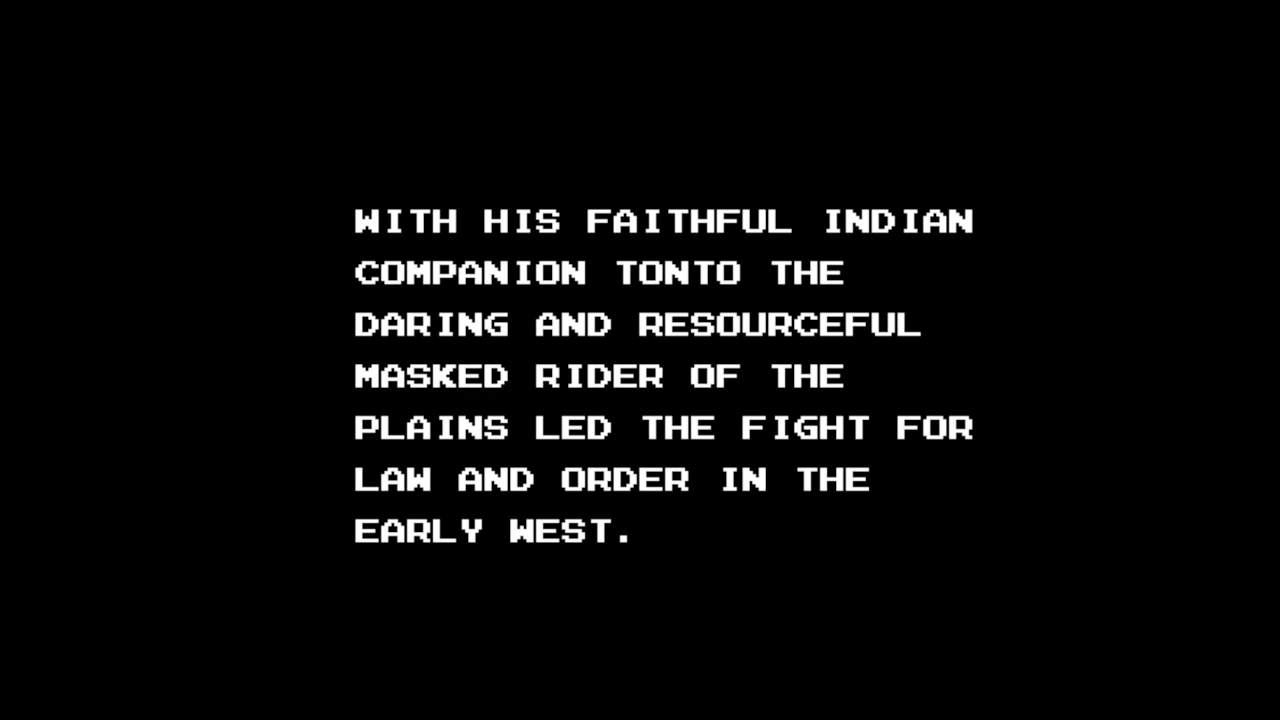 WITH HIS FAITHFUL INDIAN
COMPANION TONTO THE
DARING AND RESOURCEFUL
MASKED RIDER OF THE
PLAINS LED THE FIGHT FOR
LAW AND ORDER IN THE
EARLY WEST.